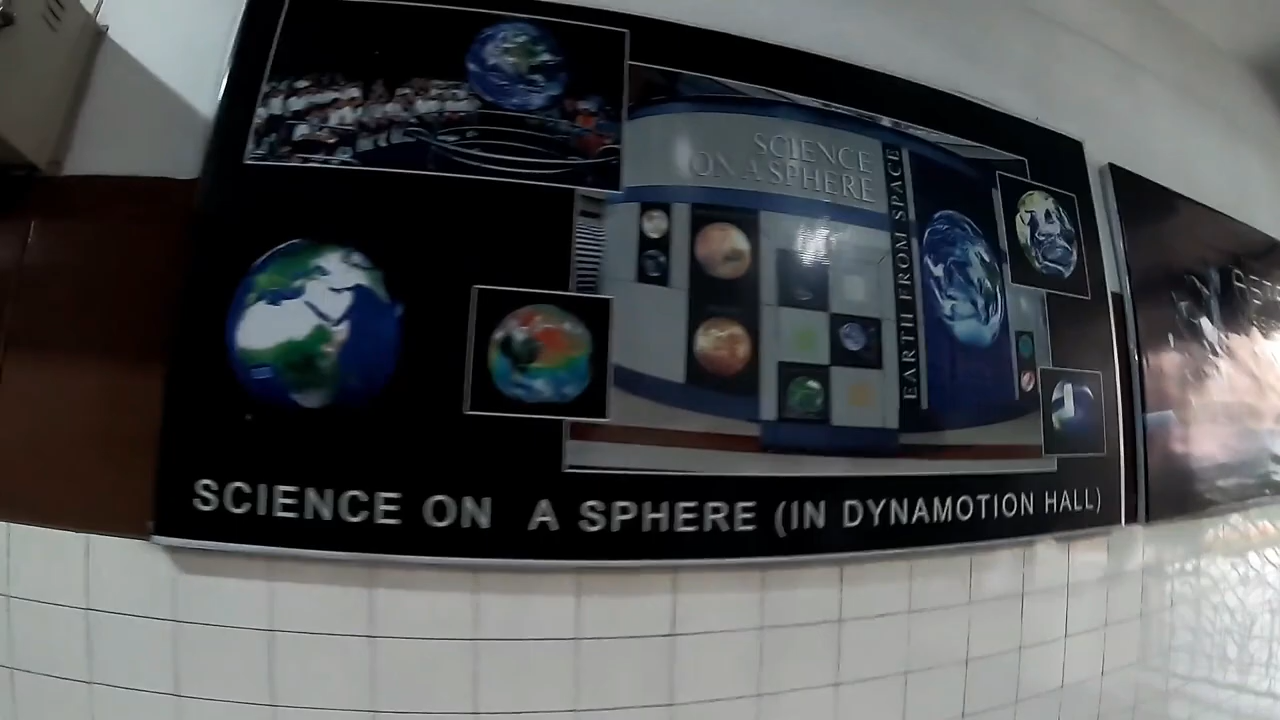 SCIENCE
ON A SPHERE
EARTH FROM SPACE
SCIENCE ON A SPHERE (IN DYNAMOTION HALL)